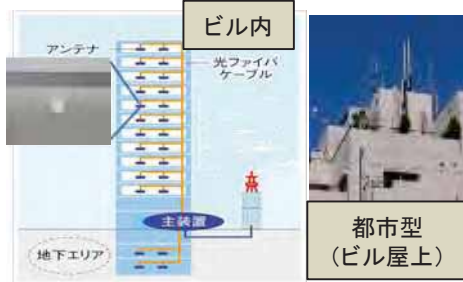 ビル内
アンテナ
光ファイバ
ケーブル
主装置
地下エリア
都市型
(ビル屋上)